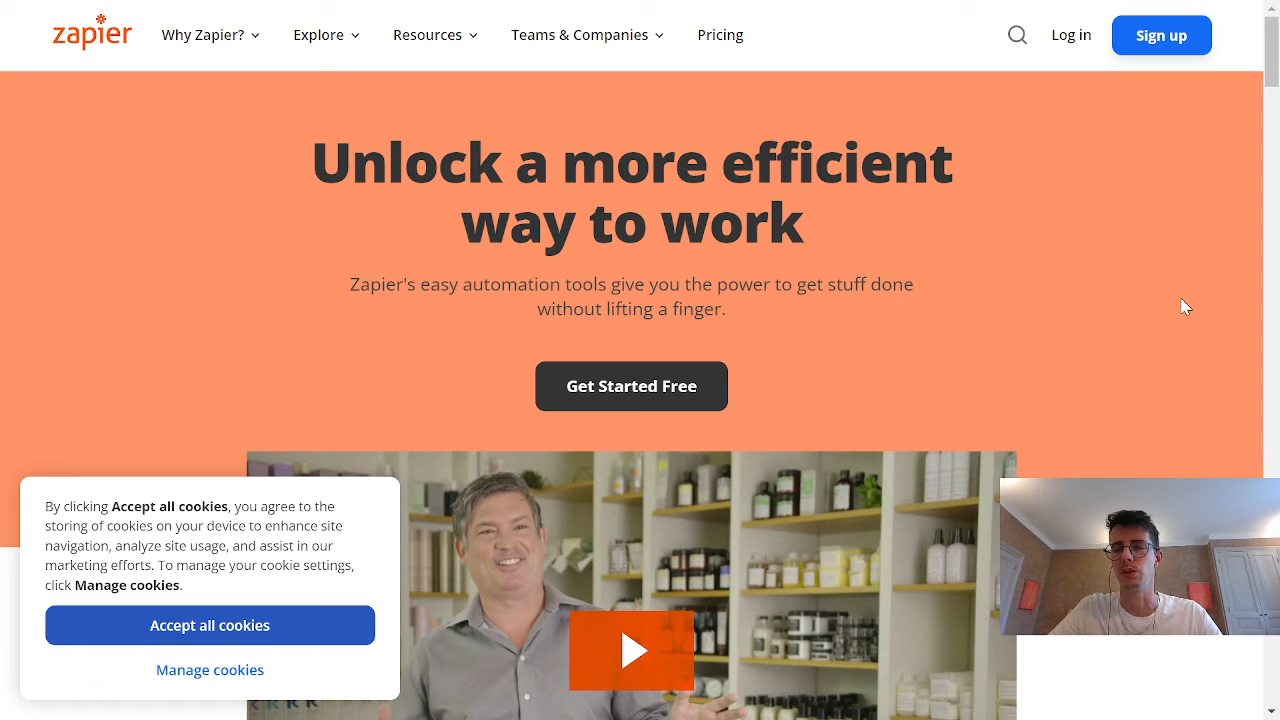 zapier
Why Zapier?
Explore
Resources
Teams & Companies
Pricing
Log in
Sign up
Unlock a more efficient
way to work
Zapier's easy automation tools give you the power to get stuff done
without lifting a finger.
Get Started Free
By clicking Accept all cookies, you agree to the
storing of cookies on your device to enhance site
navigation, analyze site usage, and assist in our
marketing efforts. To manage your cookie settings,
click Manage cookies.
Accept all cookies
Manage cookies